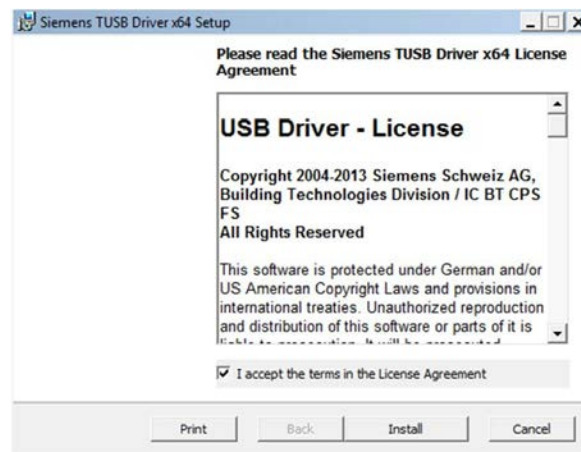 Siemens TUSB Driver x64 Setup
Please read the Siemens TUSB Driver x64 License
Agreement
USB Driver - License
Copyright 2004-2013 Siemens Schweiz AG,
Building Technologies Division / IC BT CPS
FS
All Rights Reserved
This software is protected under German and/or
US American Copyright Laws and provisions in
international treaties. Unauthorized reproduction
and distribution of this software or parts of it is
I accept the terms in the License Agreement
Print
Back
Install
Cancel